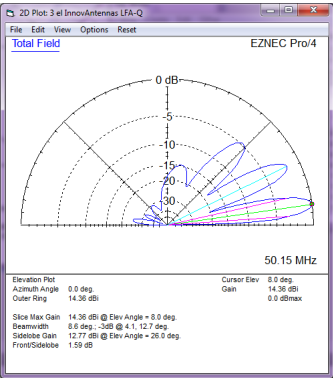 2D Plot: 3 el InnovAntennas LFA-Q
File Edit View Options Reset
Total Field EZNEC Pro/4
0 dB
-5
-10
-15
-20
-30
50.15 MHz
Elevation Plot Cursor Elev 8.0 deg.
Azimuth Angle 0.0 deg. Gain 14.36 dBi
Outer Ring 14.36 dBi 0.0 dBmax
Slice Max Gain 14.36 dBi @ Elev Angle = 8.0 deg.
Beamwidth 8.6 deg.; -3dB @ 4.1, 12.7 deg.
Sidelobe Gain 12.77 dBi @ Elev Angle = 26.0 deg.
Front/Sidelobe 1.59 dB